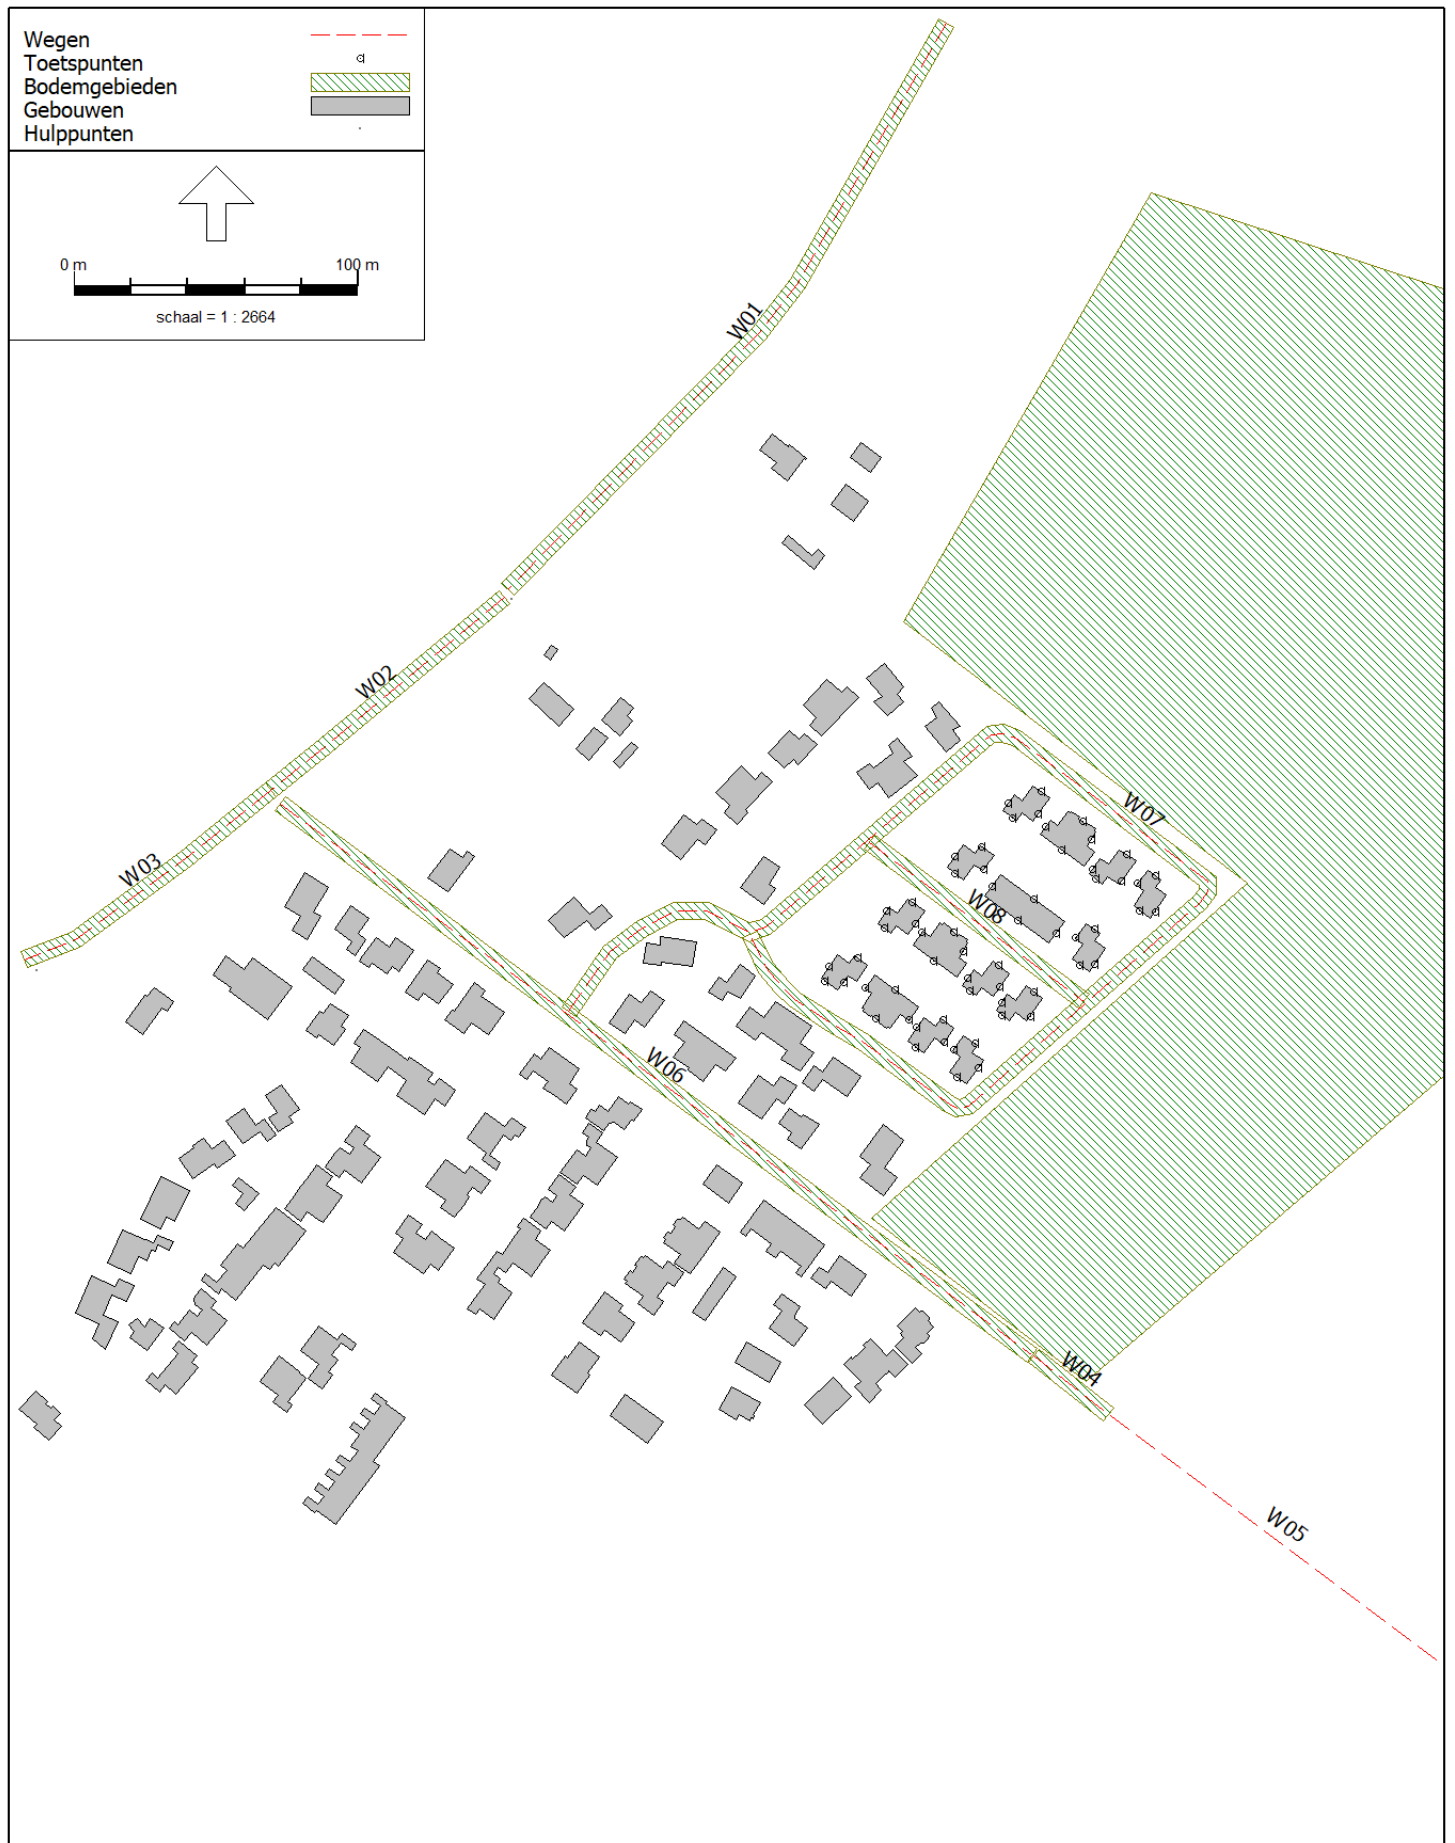 Wegen
Toetspunten
Bodemgebieden
Gebouwen
Hulppunten
0 m 100 m
schaal = 1 : 2664
W01
W02
W07
W03
W08
W06
W04
W05